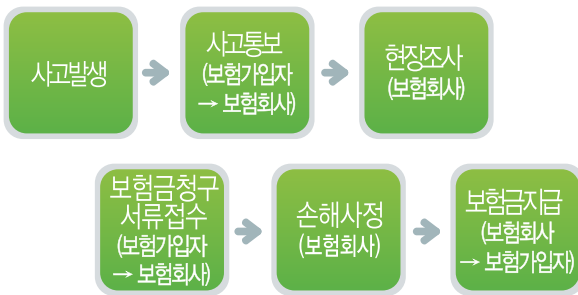 사고발생
사고통보
(보험가입자
→ 보험회사)
현장조사
(보험회사)
보험금청구
서류접수
(보험가입자
→ 보험회사)
손해사정
(보험회사)
보험금지급
(보험회사
→ 보험가입자)